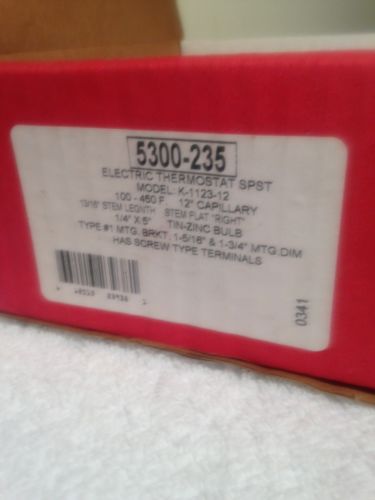 5300-235
ELECTRIC THERMOSTAT SPST
MODEL: K-1123-12
100 - 450 F 12" CAPILLARY
13/16" STEM LEGNTH STEM FLAT "RIGHT"
1/4" X 5" TIN-ZINC BULB
TYPE #1 MTG. BRKT, 1-5/16" & 1-3/4" MTG.DIM
HAS SCREW TYPE TERMINALS
0341